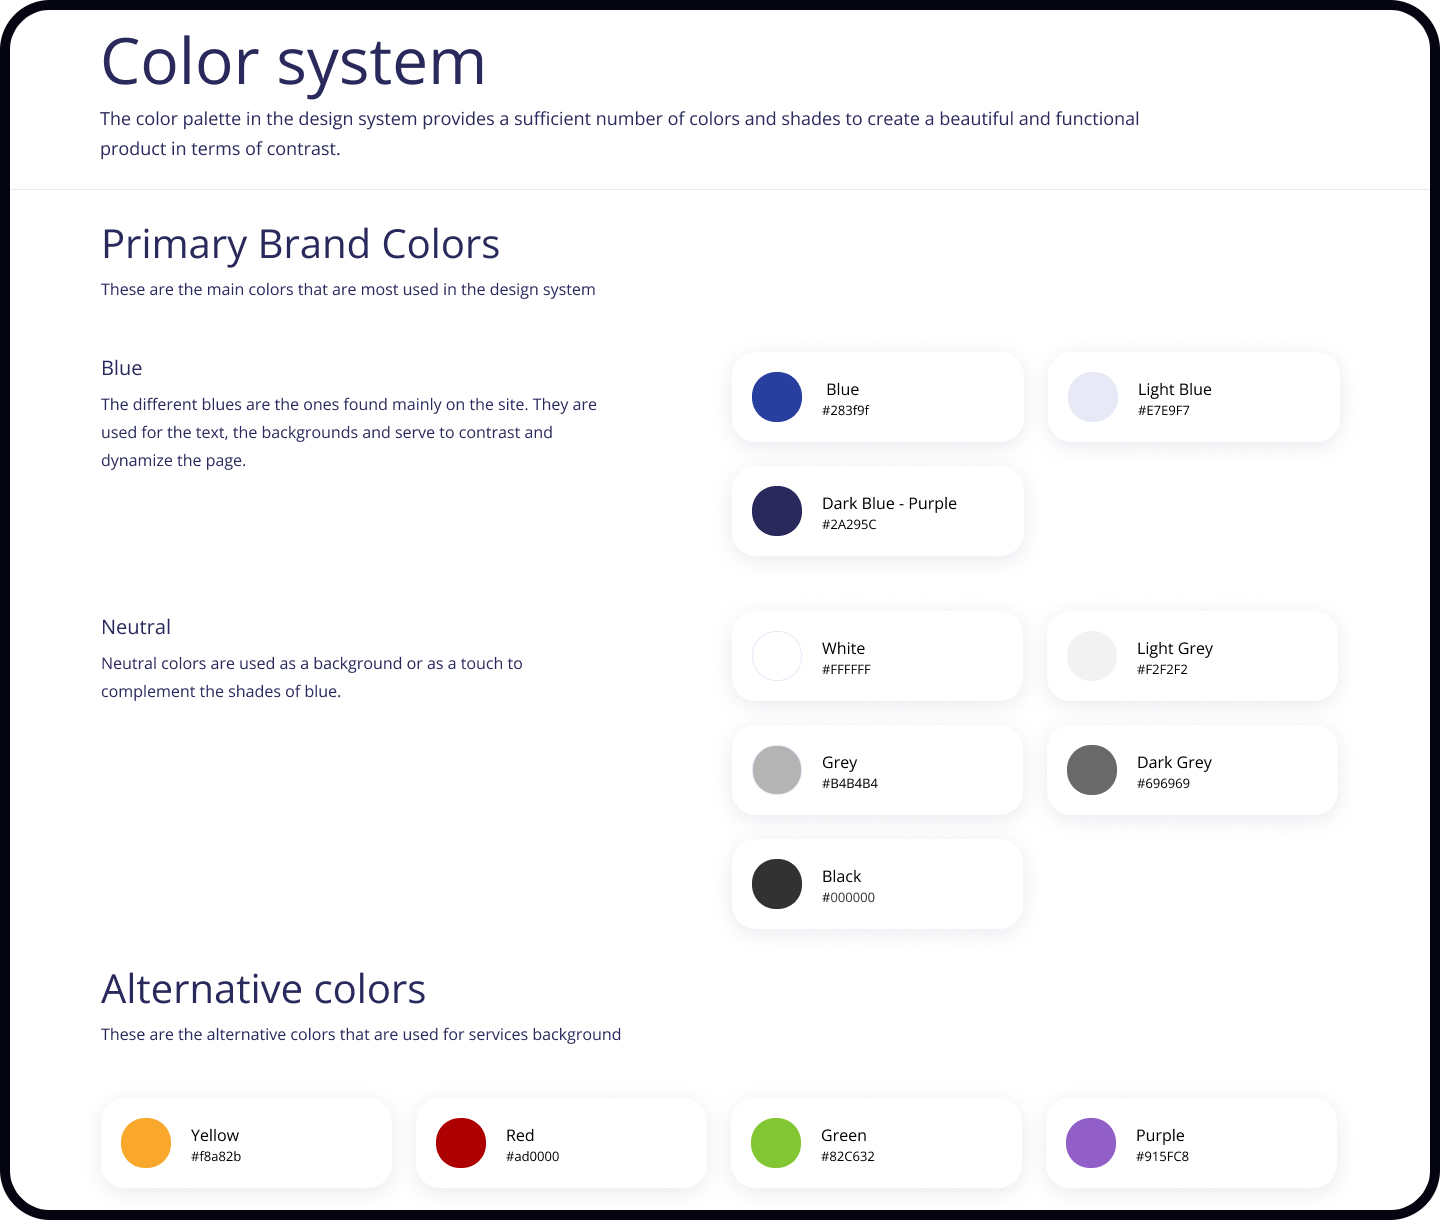 Color system
The color palette in the design system provides a sufficient number of colors and shades to create a beautiful and functional
product in terms of contrast.
Primary Brand Colors
These are the main colors that are most used in the design system
Blue
The different blues are the ones found mainly on the site. They are
used for the text, the backgrounds and serve to contrast and
dynamize the page.
Blue
#283f9f
Light Blue
#E7E9F7
Dark Blue - Purple
#2A295C
Neutral
Neutral colors are used as a background or as a touch to
complement the shades of blue.
White
#FFFFFF
Light Grey
#F2F2F2
Grey
#B4B4B4
Dark Grey
#696969
Black
#000000
Alternative colors
These are the alternative colors that are used for services background
Yellow
#f8a82b
Red
#ad0000
Green
#82C632
Purple
#915FC8